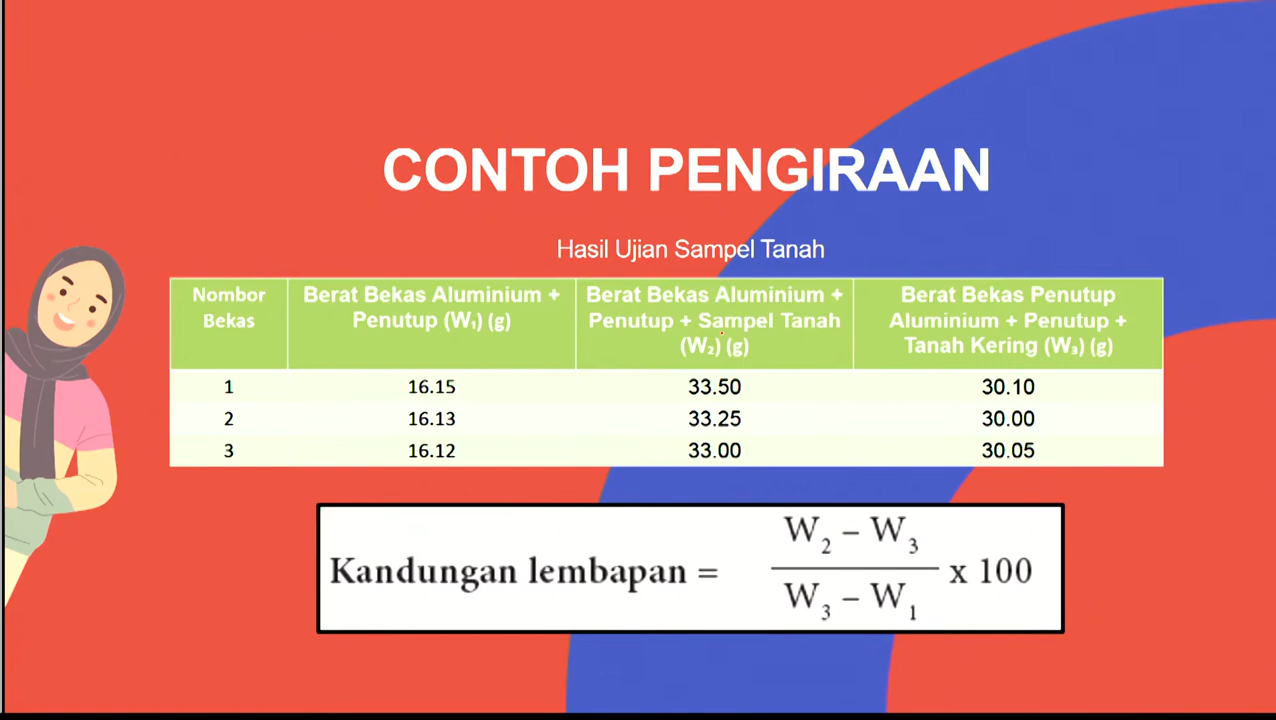 CONTOH PENGIRAAN
Hasil Ujian Sampel Tanah
Nombor Bekas
Berat Bekas Aluminium + Penutup (W₁) (g)
Berat Bekas Aluminium + Penutup + Sampel Tanah (W₂) (g)
Berat Bekas Penutup Aluminium + Penutup + Tanah Kering (W₃) (g)
1 16.15 33.50 30.10
2 16.13 33.25 30.00
3 16.12 33.00 30.05
W₂ – W₃
Kandungan lembapan = x 100
W₃ – W₁